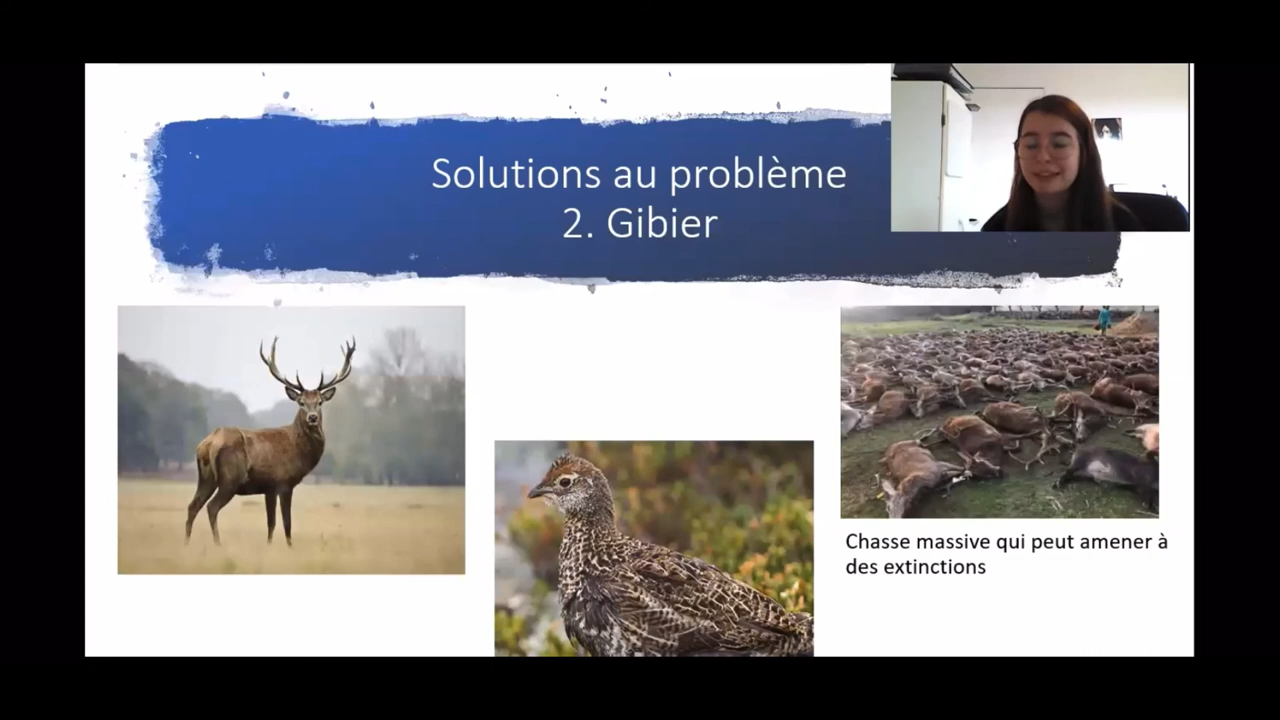 Solutions au problème
2. Gibier
Chasse massive qui peut amener à
des extinctions